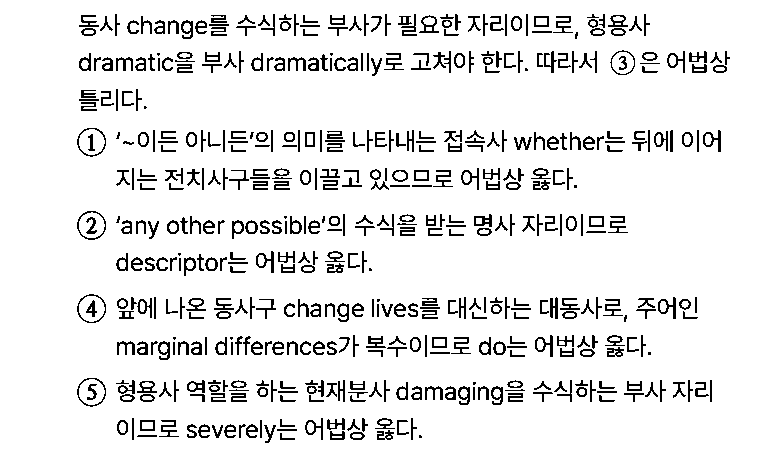 동사 change를 수식하는 부사가 필요한 자리이므로, 형용사
dramatic을 부사 dramatically로 고쳐야 한다. 따라서 ③은 어법상
틀리다.
① ‘~이든 아니든’의 의미를 나타내는 접속사 whether는 뒤에 이어
지는 전치사구들을 이끌고 있으므로 어법상 옳다.
② ‘any other possible’의 수식을 받는 명사 자리이므로
descriptor는 어법상 옳다.
④ 앞에 나온 동사구 change lives를 대신하는 대동사로, 주어인
marginal differences가 복수이므로 do는 어법상 옳다.
⑤ 형용사 역할을 하는 현재분사 damaging을 수식하는 부사 자리
이므로 severely는 어법상 옳다.